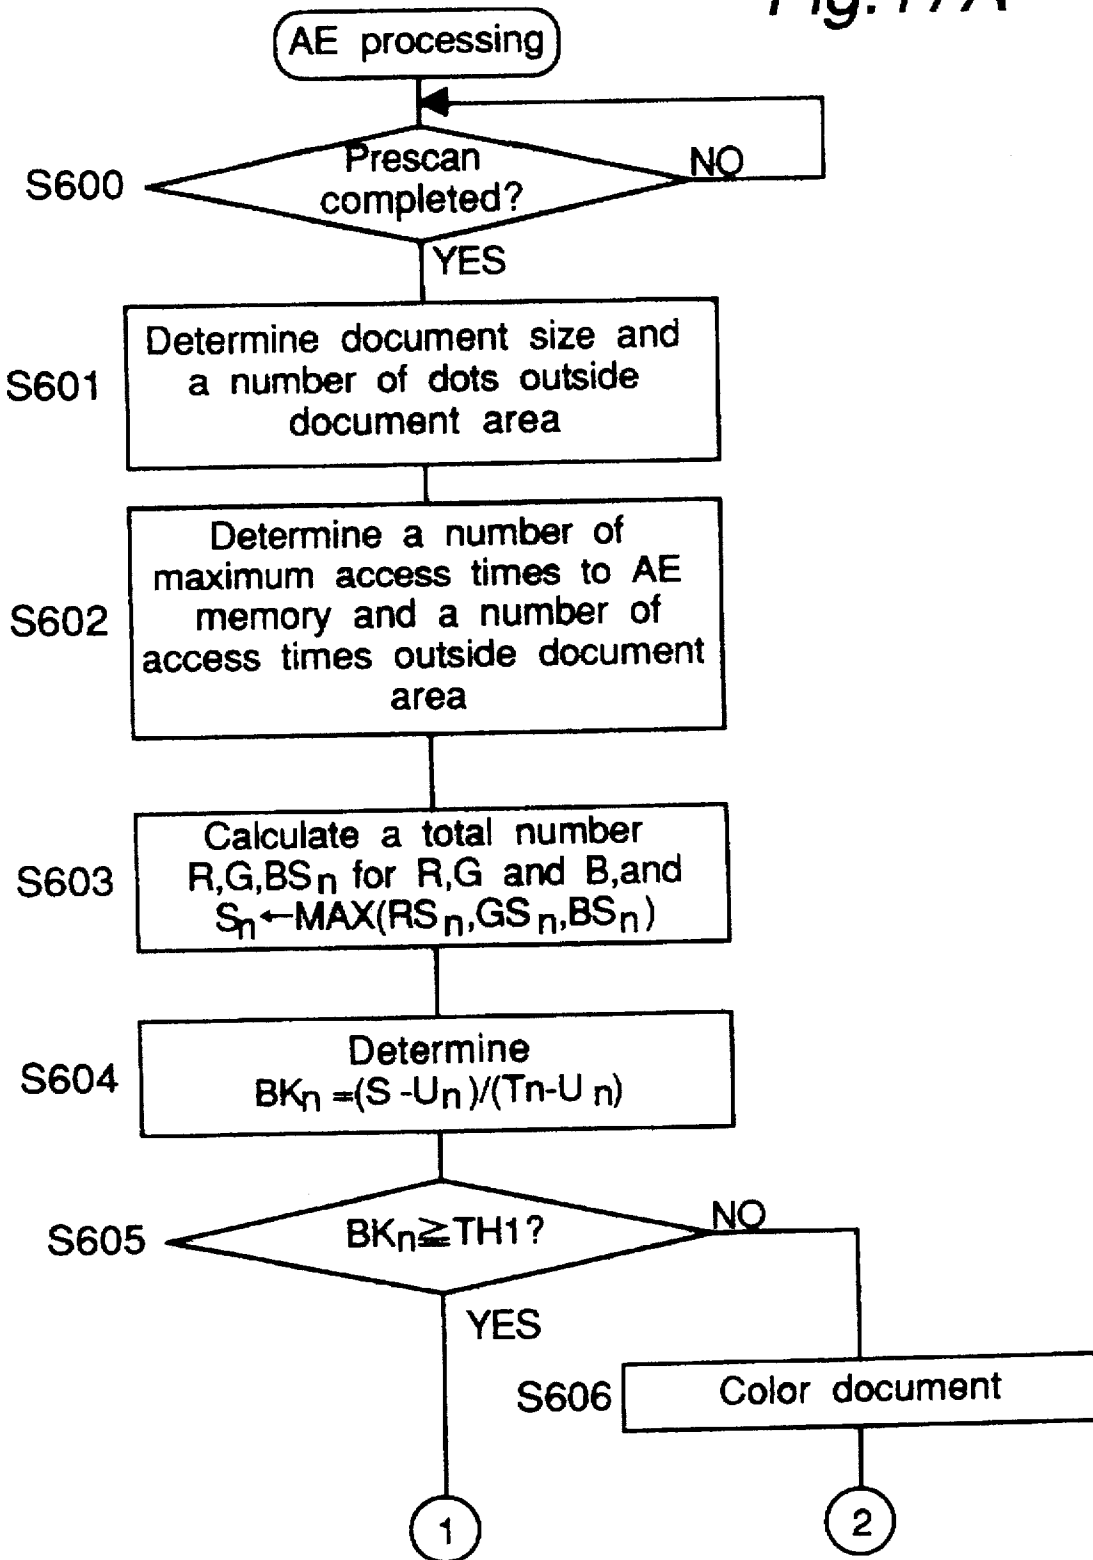 Fig.17A
AE processing
S600
Prescan
completed?
NO
YES
S601
Determine document size and
a number of dots outside
document area
S602
Determine a number of
maximum access times to AE
memory and a number of
access times outside document
area
S603
Calculate a total number
R,G,BSn for R,G and B,and
Sn←MAX(RSn,GSn,BSn)
S604
Determine
BKn=(S -Un)/(Tn-Un)
S605
BKn≧TH1?
NO
YES
S606
Color document
1
2